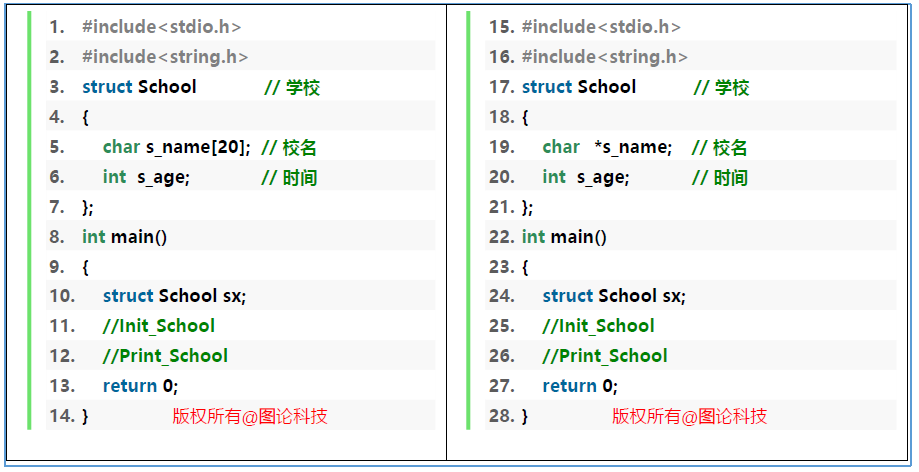 1. #include<stdio.h>
2. #include<string.h>
3. struct School // 学校
4. {
5. char s_name[20]; // 校名
6. int s_age; // 时间
7. };
8. int main()
9. {
10. struct School sx;
11. //Init_School
12. //Print_School
13. return 0;
14. } 版权所有@图论科技
15. #include<stdio.h>
16. #include<string.h>
17. struct School // 学校
18. {
19. char *s_name; // 校名
20. int s_age; // 时间
21. };
22. int main()
23. {
24. struct School sx;
25. //Init_School
26. //Print_School
27. return 0;
28. } 版权所有@图论科技